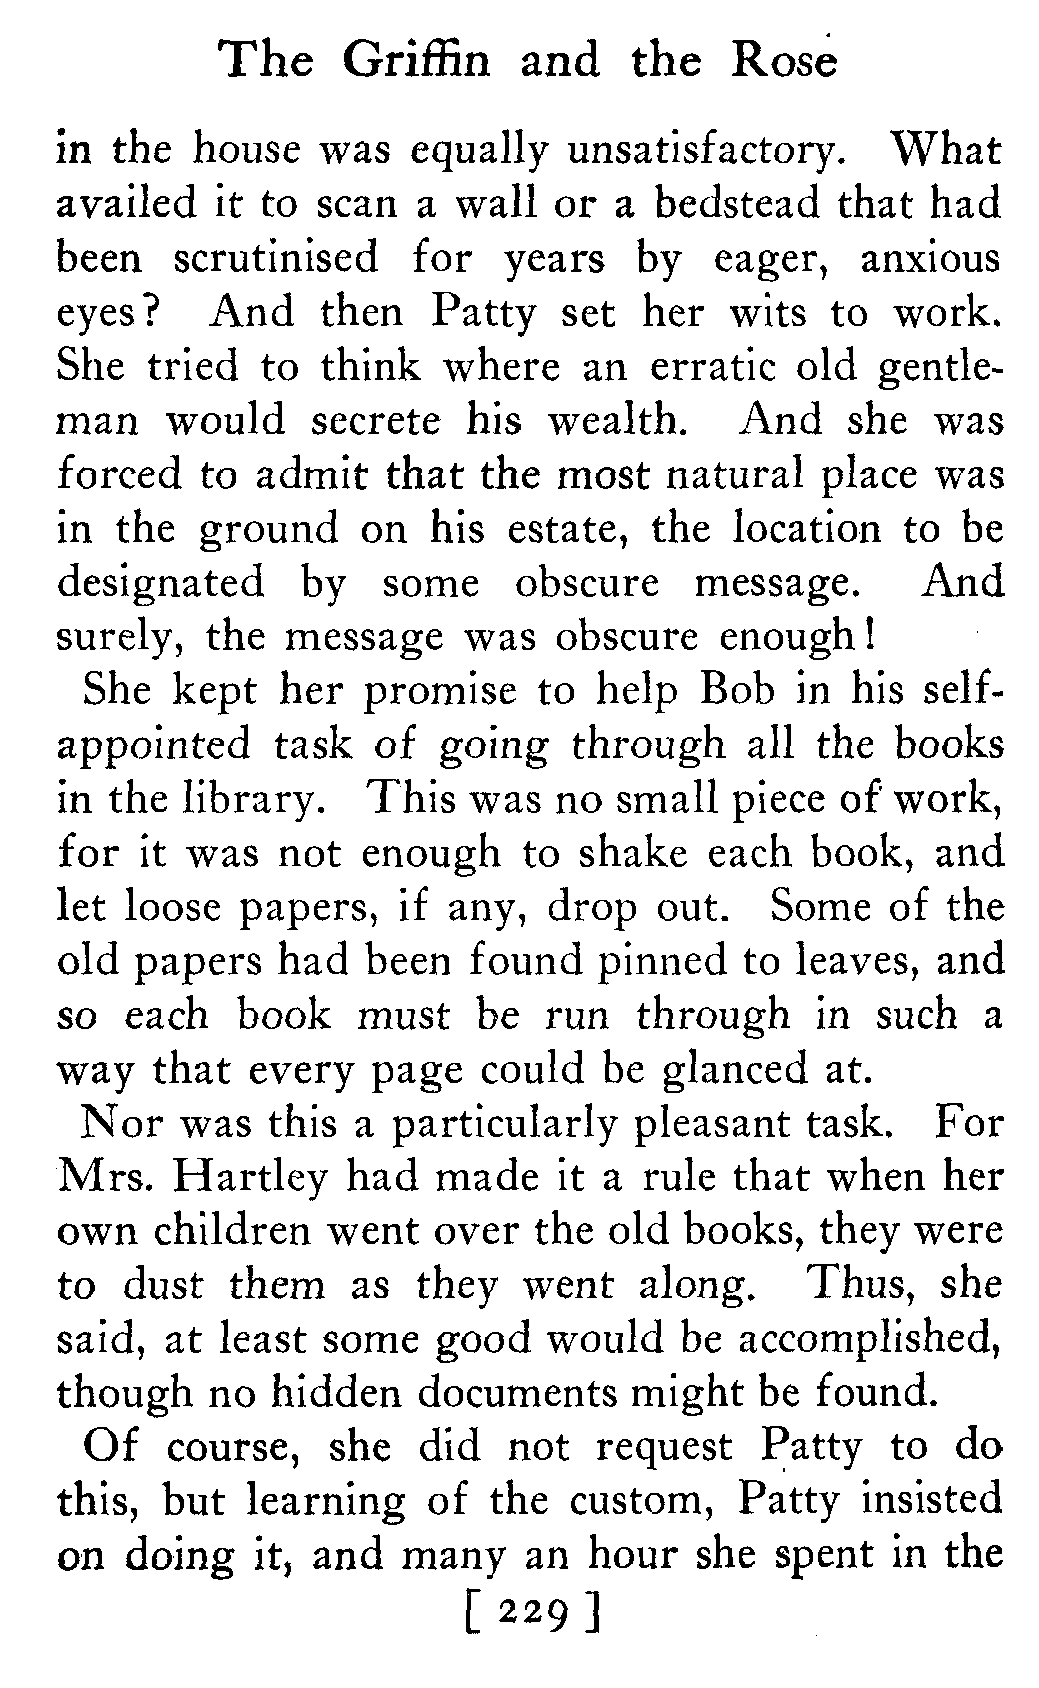 The Griffin and the Rose
in the house was equally unsatisfactory. What
availed it to scan a wall or a bedstead that had
been scrutinised for years by eager, anxious
eyes? And then Patty set her wits to work.
She tried to think where an erratic old gentle-
man would secrete his wealth. And she was
forced to admit that the most natural place was
in the ground on his estate, the location to be
designated by some obscure message. And
surely, the message was obscure enough!
She kept her promise to help Bob in his self-
appointed task of going through all the books
in the library. This was no small piece of work,
for it was not enough to shake each book, and
let loose papers, if any, drop out. Some of the
old papers had been found pinned to leaves, and
so each book must be run through in such a
way that every page could be glanced at.
Nor was this a particularly pleasant task. For
Mrs. Hartley had made it a rule that when her
own children went over the old books, they were
to dust them as they went along. Thus, she
said, at least some good would be accomplished,
though no hidden documents might be found.
Of course, she did not request Patty to do
this, but learning of the custom, Patty insisted
on doing it, and many an hour she spent in the
[ 229 ]